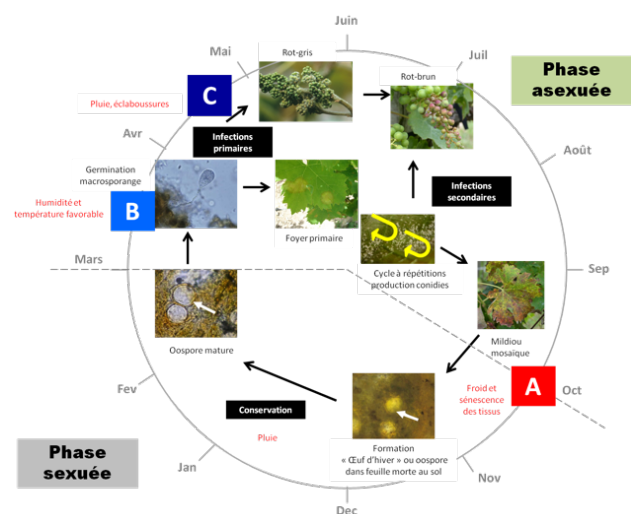 Juin
Mai
Rot-gris
Juil
Rot-brun
Phase
asexuée
C
Pluie, éclaboussures
Avr
Infections
primaires
Août
Germination
macrosporange
Infections
secondaires
Humidité et
température favorable
B
Foyer primaire
Mars
Cycle à répétitions
production conidies
Sep
Oospore mature
Mildiou
mosaïque
Fev
Froid et
sénescence
des tissus
A
Oct
Conservation
Pluie
Phase
sexuée
Jan
Formation
« Œuf d'hiver » ou oospore
dans feuille morte au sol
Nov
Dec